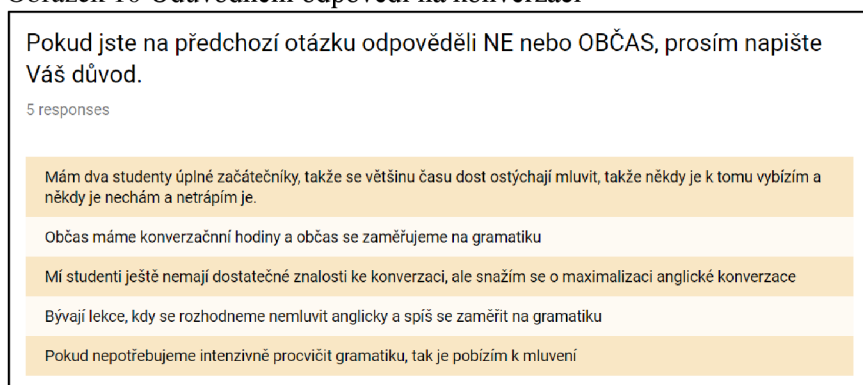 Obrázek 10 Odůvodnění odpovědi na konverzaci
Pokud jste na předchozí otázku odpověděli NE nebo OBČAS, prosím napište
Váš důvod.
5 responses
Mám dva studenty úplné začátečníky, takže se většinu času dost ostýchají mluvit, takže někdy je k tomu vybízím a
někdy je nechám a netrápím je.
Občas máme konverzačnní hodiny a občas se zaměřujeme na gramatiku
Mí studenti ještě nemají dostatečné znalosti ke konverzaci, ale snažím se o maximalizaci anglické konverzace
Bývají lekce, kdy se rozhodneme nemluvit anglicky a spíš se zaměřit na gramatiku
Pokud nepotřebujeme intenzivně procvičit gramatiku, tak je pobízím k mluvení